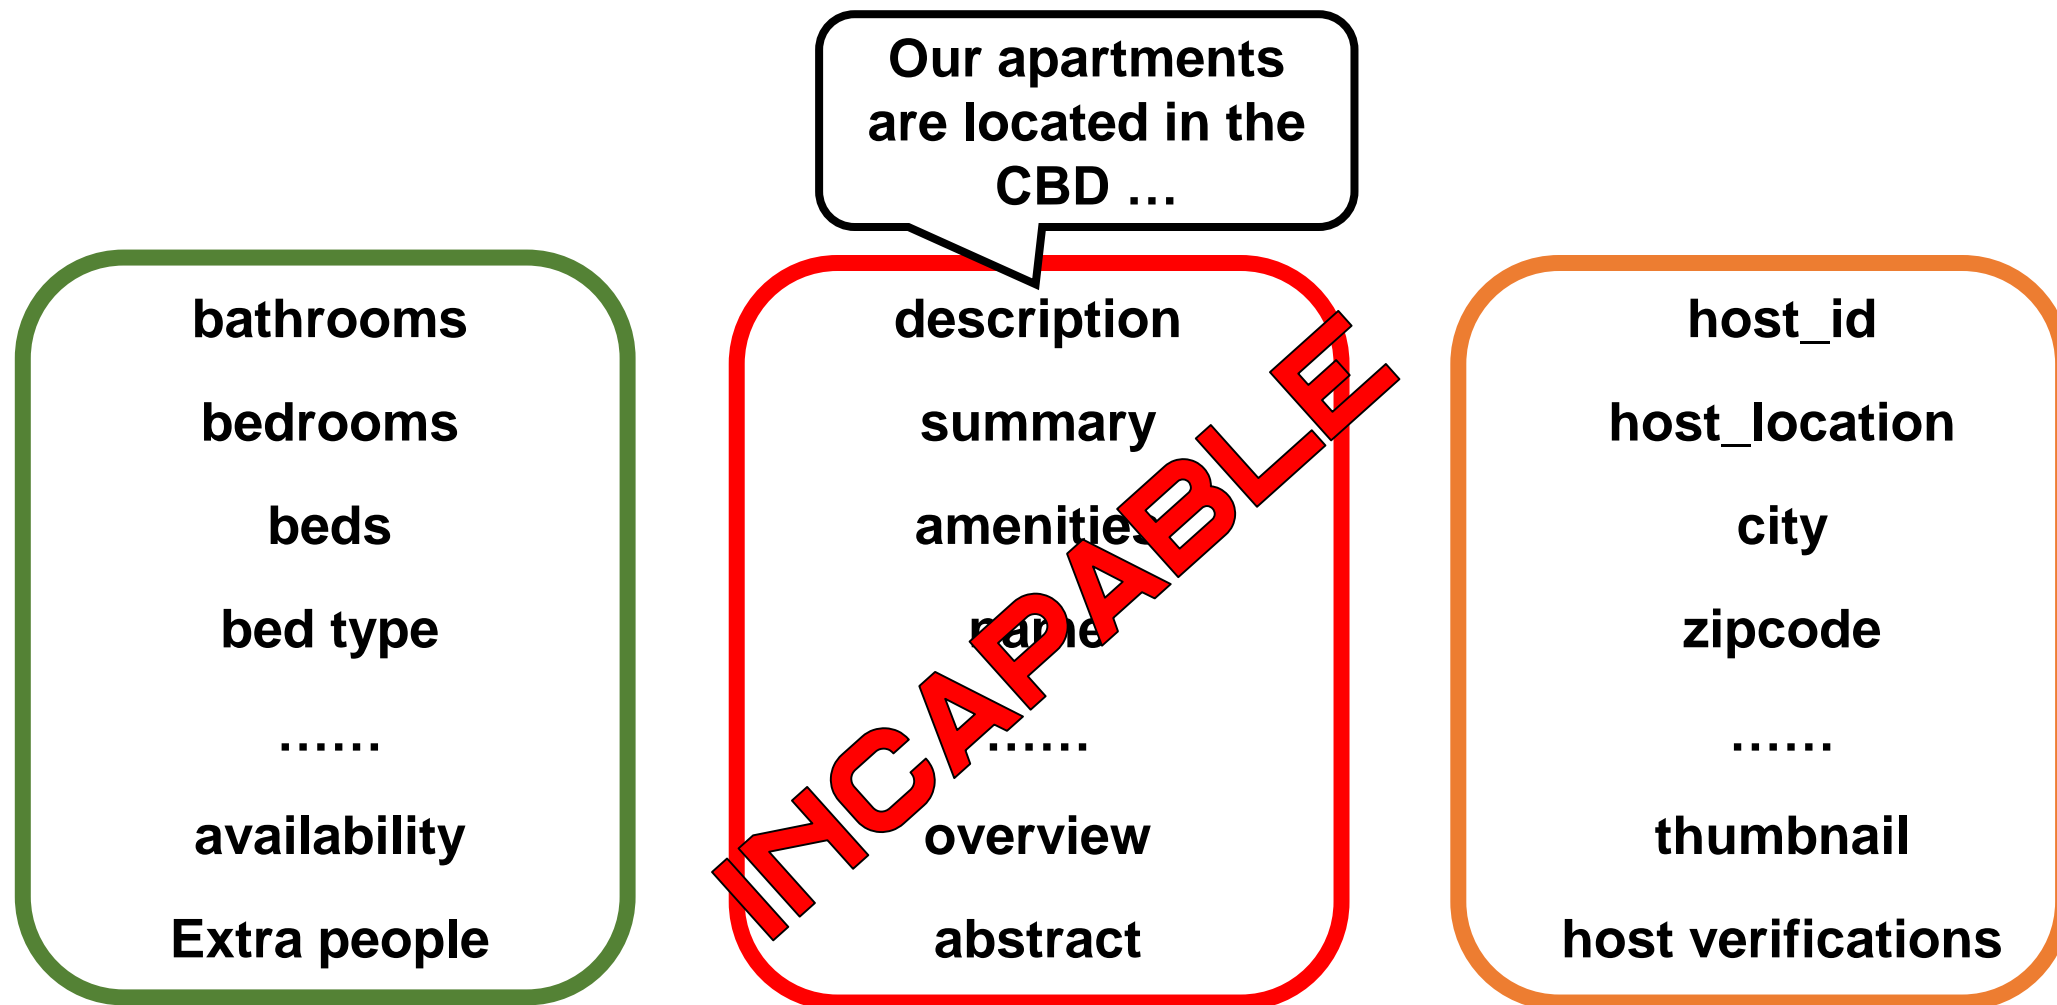 Our apartments
are located in the
CBD …
bathrooms
bedrooms
beds
bed type
……
availability
Extra people
description
summary
amenities
name
……
overview
abstract
INCAPABLE
host_id
host_location
city
zipcode
……
thumbnail
host verifications